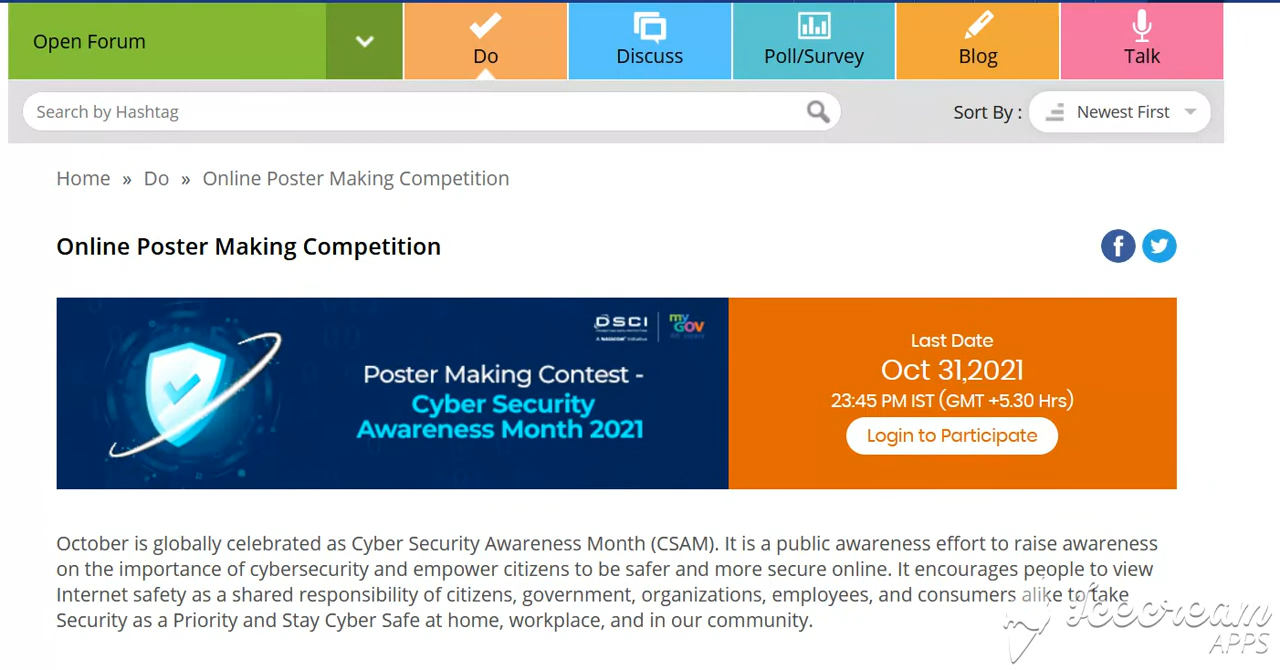 Open Forum
Do
Discuss
Poll/Survey
Blog
Talk
Search by Hashtag
Sort By :
Newest First
Home » Do » Online Poster Making Competition
Online Poster Making Competition
DSCI
A NASSCOM® Initiative
my
GOV
Poster Making Contest -
Cyber Security
Awareness Month 2021
Last Date
Oct 31,2021
23:45 PM IST (GMT +5.30 Hrs)
Login to Participate
October is globally celebrated as Cyber Security Awareness Month (CSAM). It is a public awareness effort to raise awareness
on the importance of cybersecurity and empower citizens to be safer and more secure online. It encourages people to view
Internet safety as a shared responsibility of citizens, government, organizations, employees, and consumers alike to take
Security as a Priority and Stay Cyber Safe at home, workplace, and in our community.
Icecream
APPS